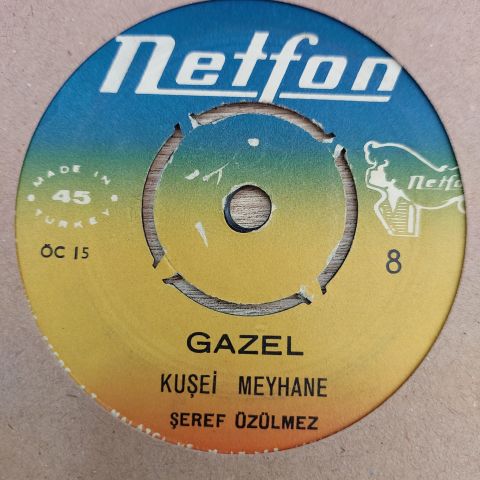 Netfon
MADE IN
45
TURKEY
Netfon
ÖC 15
8
GAZEL
KUŞEİ MEYHANE
ŞEREF ÜZÜLMEZ